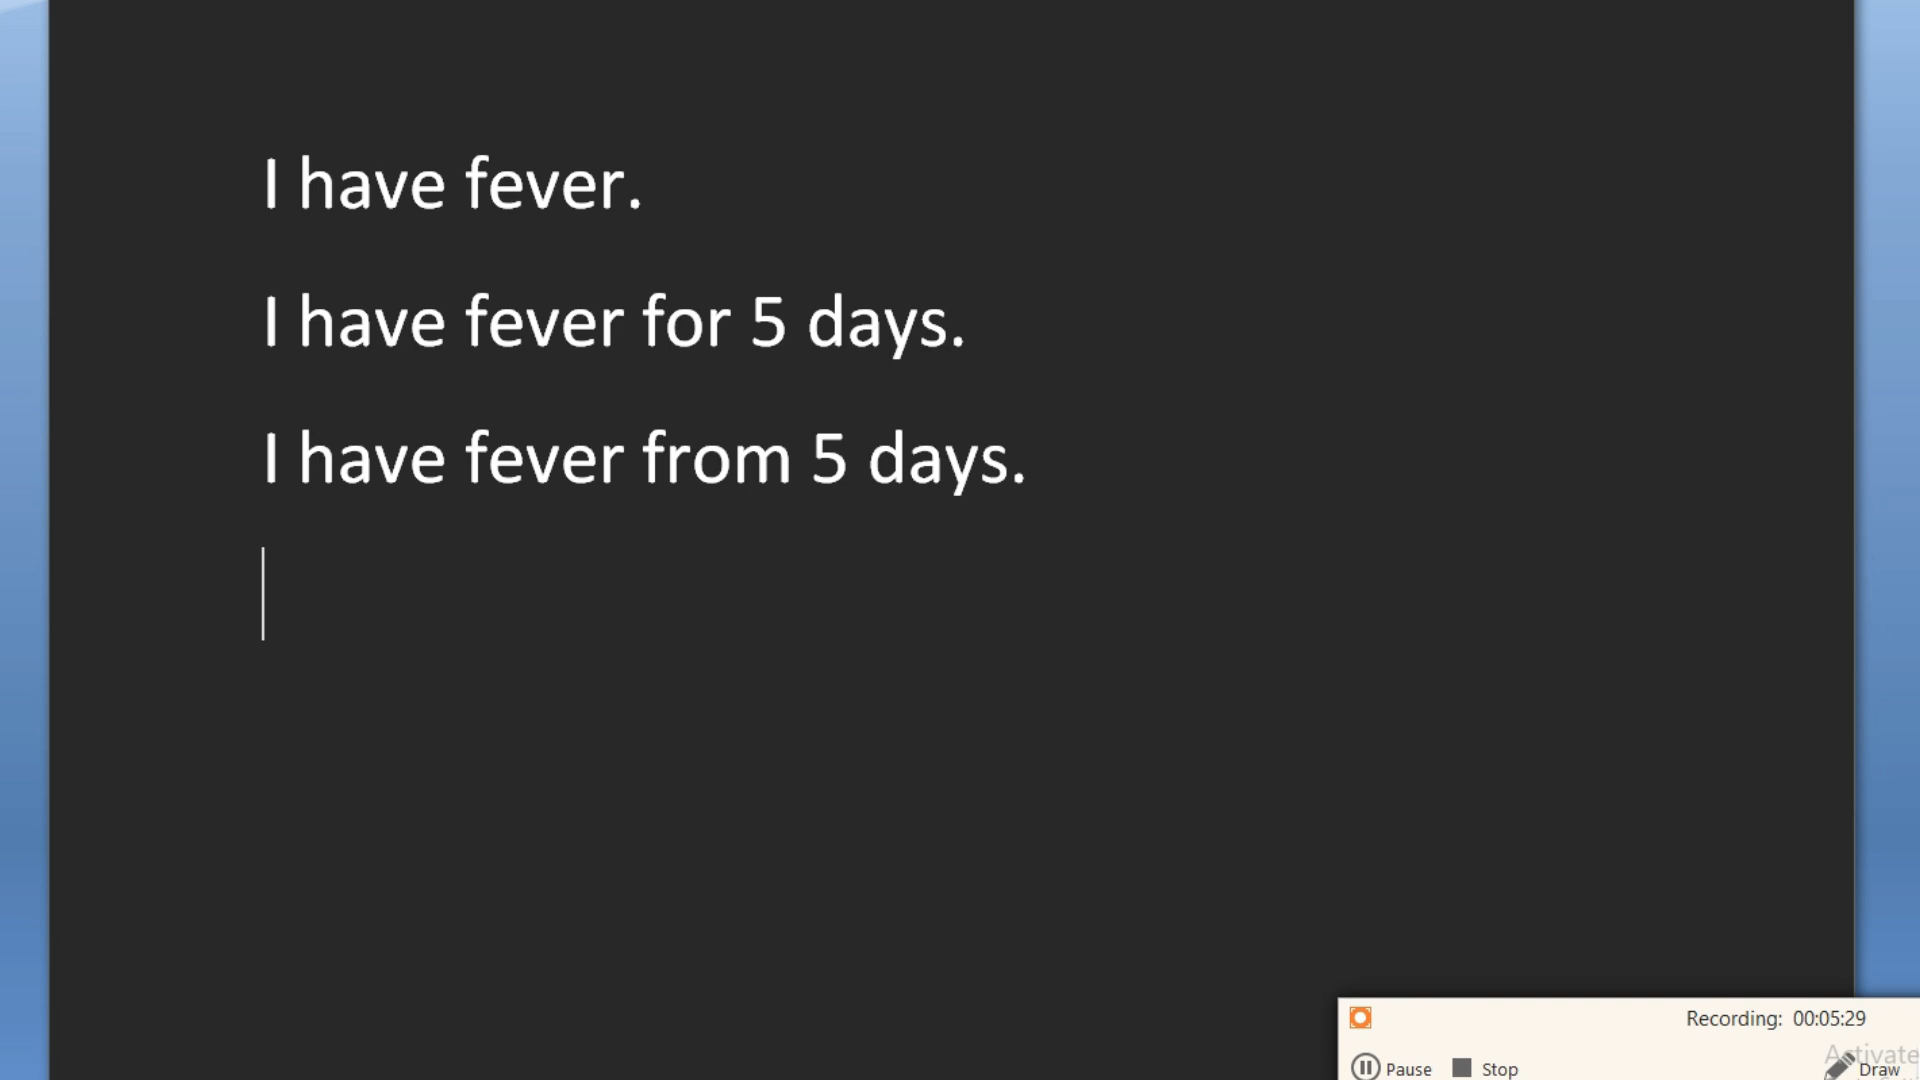 I have fever.
I have fever for 5 days.
I have fever from 5 days.
Recording: 00:05:29
Activate
Pause
Stop
Draw